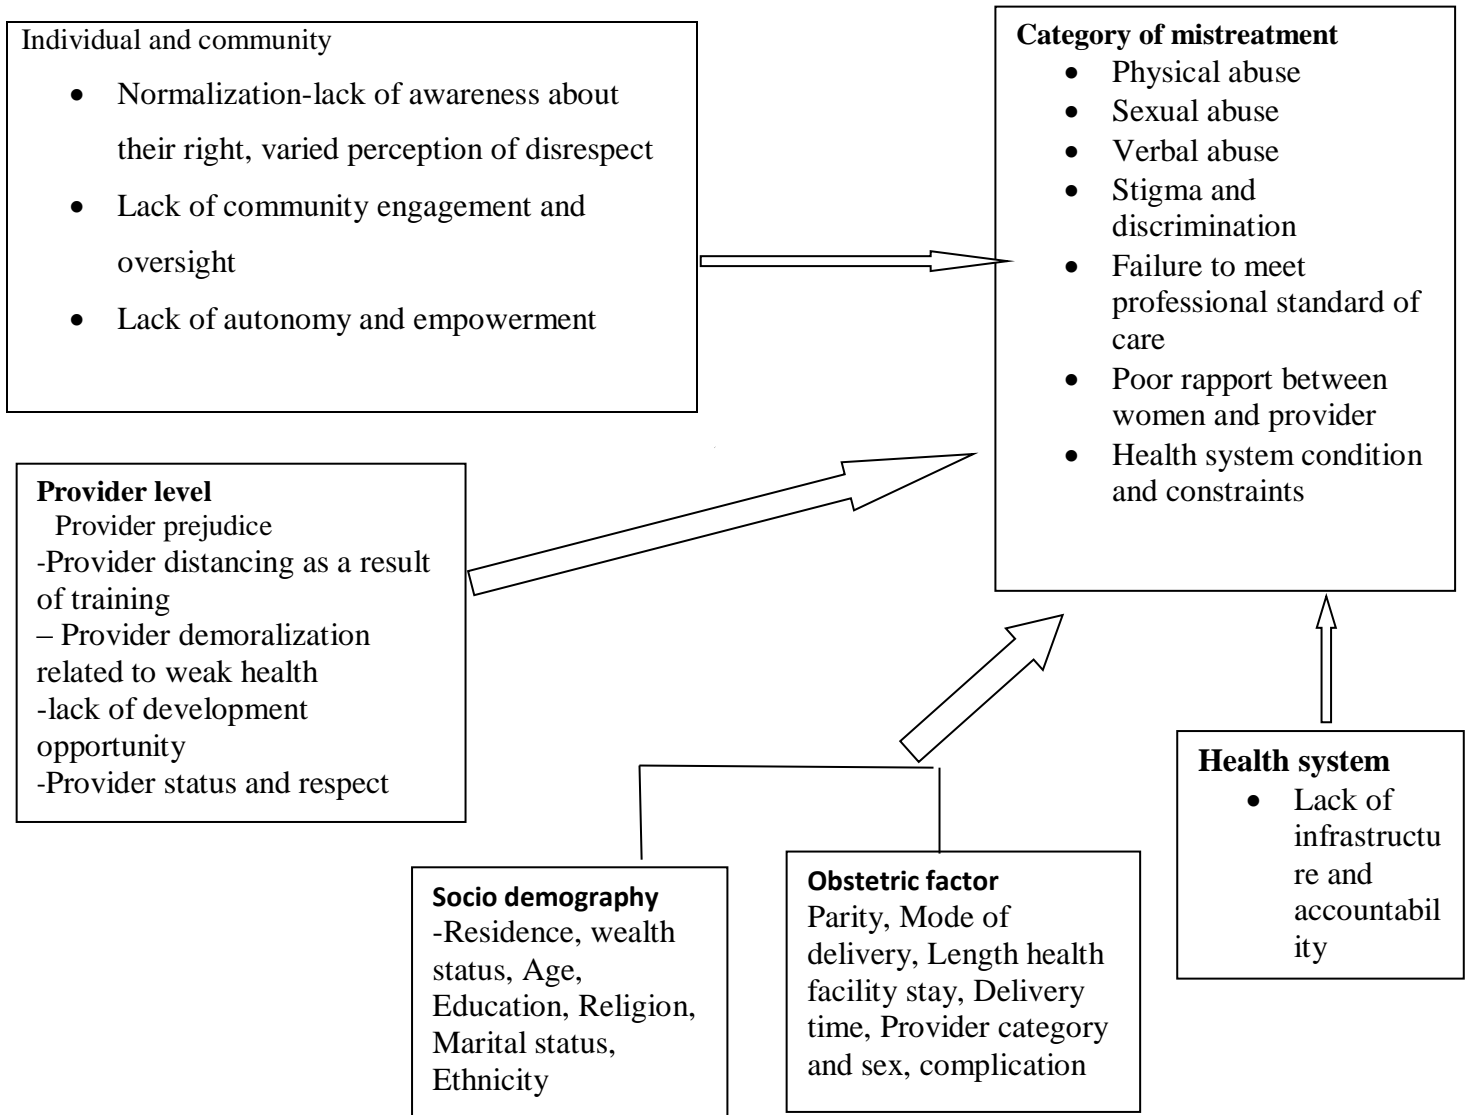 Individual and community
• Normalization-lack of awareness about
their right, varied perception of disrespect
• Lack of community engagement and
oversight
• Lack of autonomy and empowerment
Category of mistreatment
• Physical abuse
• Sexual abuse
• Verbal abuse
• Stigma and
discrimination
• Failure to meet
professional standard of
care
• Poor rapport between
women and provider
• Health system condition
and constraints
Provider level
Provider prejudice
-Provider distancing as a result
of training
– Provider demoralization
related to weak health
-lack of development
opportunity
-Provider status and respect
Socio demography
-Residence, wealth
status, Age,
Education, Religion,
Marital status,
Ethnicity
Obstetric factor
Parity, Mode of
delivery, Length health
facility stay, Delivery
time, Provider category
and sex, complication
Health system
• Lack of
infrastructu
re and
accountabil
ity